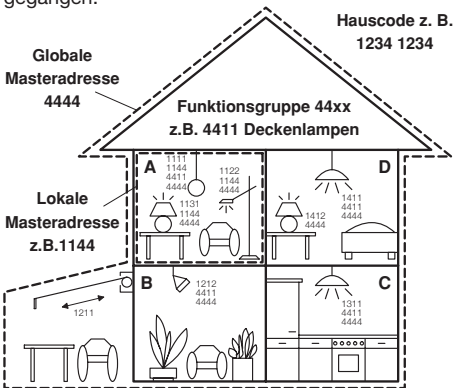 gegangen.
Hauscode z. B.
1234 1234
Globale
Masteradresse
4444
Funktionsgruppe 44xx
z.B. 4411 Deckenlampen
A
1111
1144
4411
4444
1122
1144
4444
1131
1144
4444
D
1411
4411
4444
1412
4444
Lokale
Masteradresse
z.B.1144
1211
B
1212
4411
4444
C
1311
4411
4444